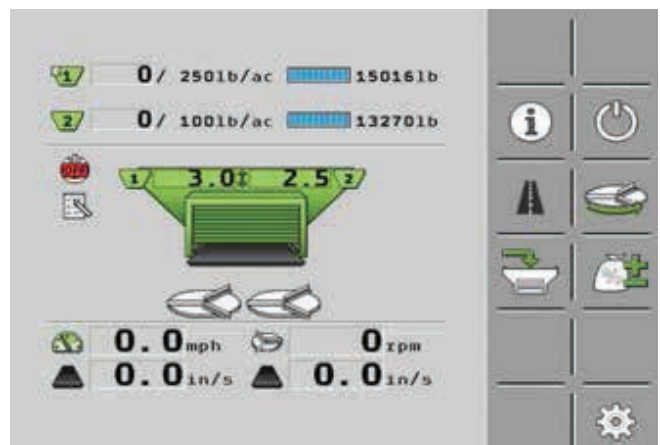 1 0/ 250lb/ac 15016lb
2 0/ 100lb/ac 13270lb
OFF
1 3.0 2.5 2
0.0mph 0rpm
0.0in/s 0.0in/s
i
%